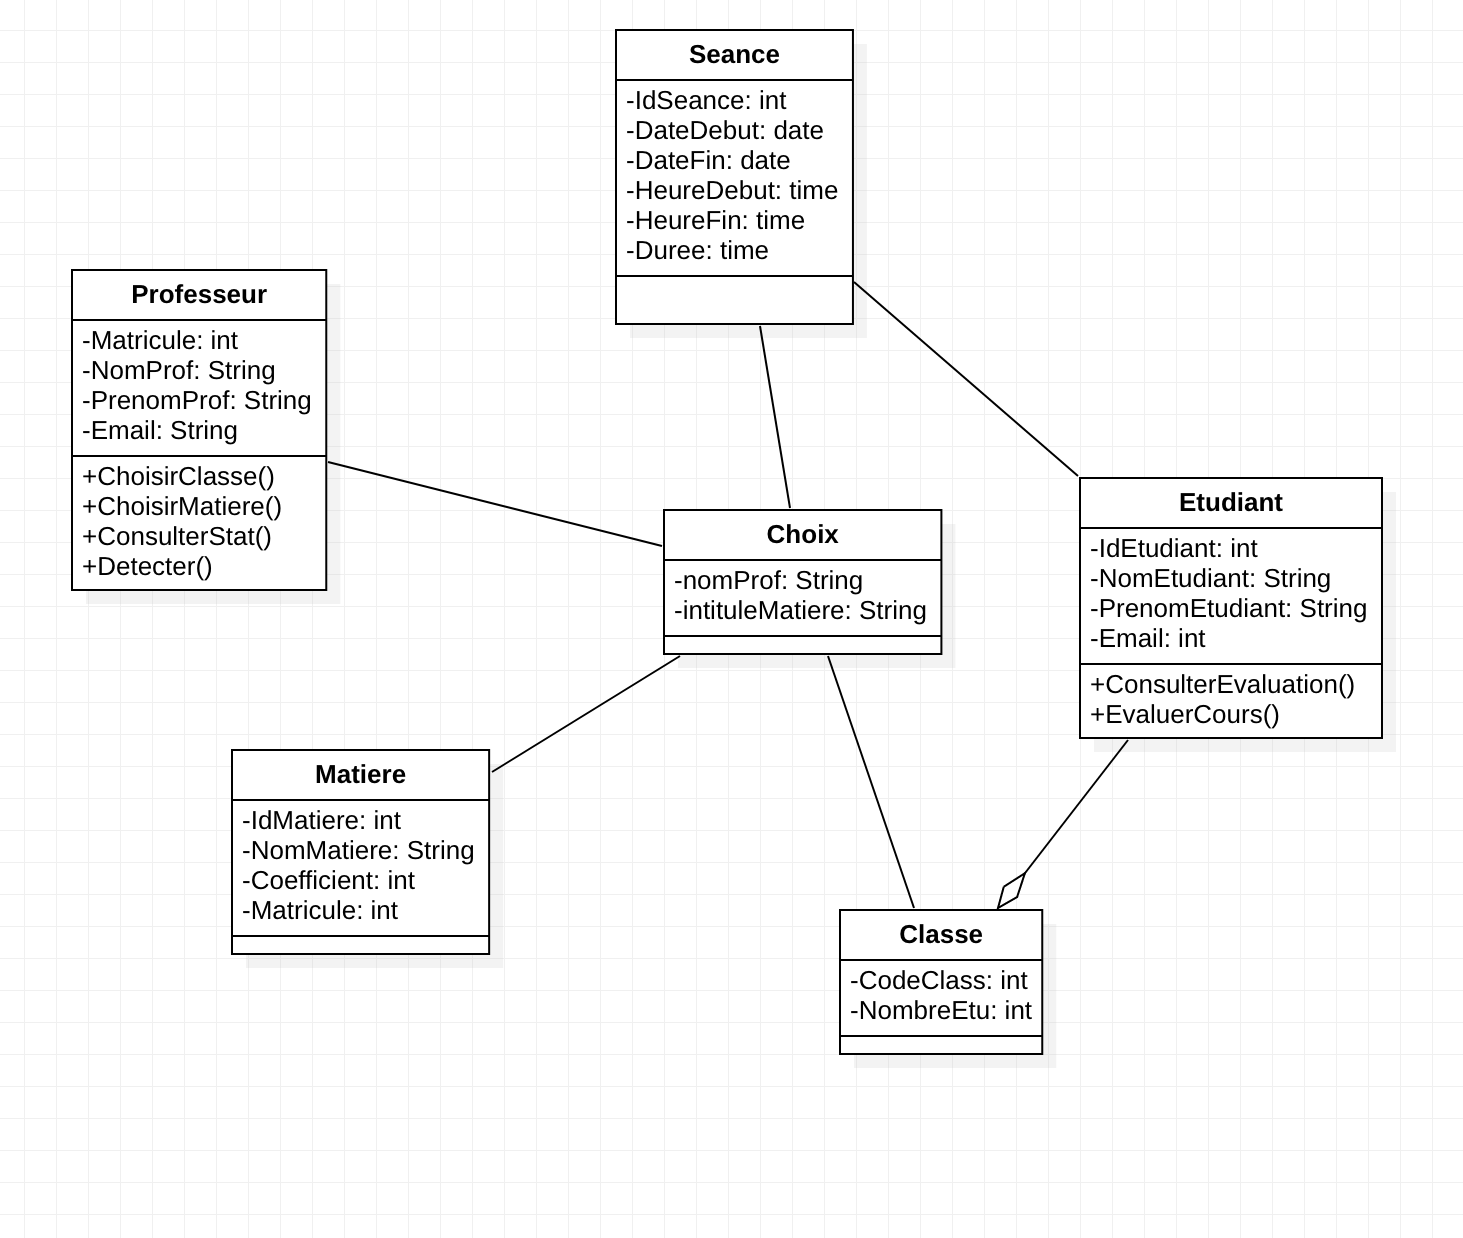 Seance
-IdSeance: int
-DateDebut: date
-DateFin: date
-HeureDebut: time
-HeureFin: time
-Duree: time
Professeur
-Matricule: int
-NomProf: String
-PrenomProf: String
-Email: String
+ChoisirClasse()
+ChoisirMatiere()
+ConsulterStat()
+Detecter()
Choix
-nomProf: String
-intituleMatiere: String
Etudiant
-IdEtudiant: int
-NomEtudiant: String
-PrenomEtudiant: String
-Email: int
+ConsulterEvaluation()
+EvaluerCours()
Matiere
-IdMatiere: int
-NomMatiere: String
-Coefficient: int
-Matricule: int
Classe
-CodeClass: int
-NombreEtu: int